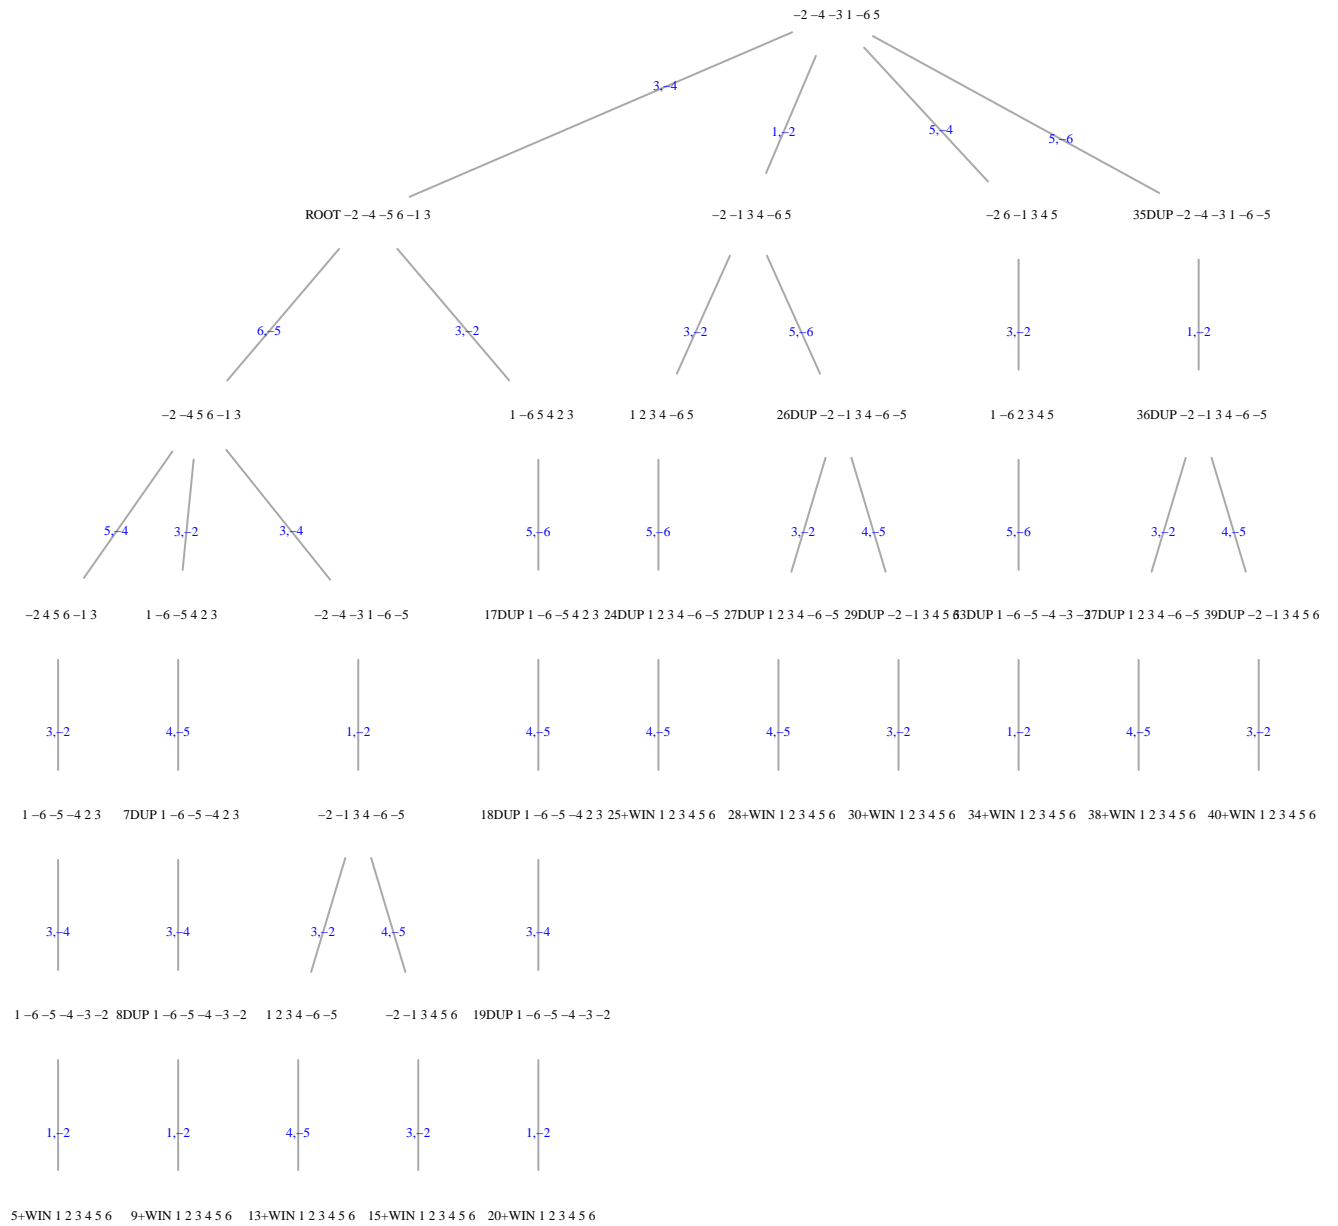 −2 −4 −3 1 −6 5
3,−4
1,−2
5,−4
5,−6
ROOT −2 −4 −5 6 −1 3
−2 −1 3 4 −6 5
−2 6 −1 3 4 5
35DUP −2 −4 −3 1 −6 −5
6,−5
3,−2
3,−2
5,−6
3,−2
1,−2
−2 −4 5 6 −1 3
1 −6 5 4 2 3
1 2 3 4 −6 5
26DUP −2 −1 3 4 −6 −5
1 −6 2 3 4 5
36DUP −2 −1 3 4 −6 −5
5,−4
3,−2
3,−4
5,−6
5,−6
3,−2
4,−5
5,−6
3,−2
4,−5
−2 4 5 6 −1 3
1 −6 −5 4 2 3
−2 −4 −3 1 −6 −5
17DUP 1 −6 −5 4 2 3
24DUP 1 2 3 4 −6 −5
27DUP 1 2 3 4 −6 −5
29DUP −2 −1 3 4 5 6
33DUP 1 −6 −5 −4 −3 −2
37DUP 1 2 3 4 −6 −5
39DUP −2 −1 3 4 5 6
3,−2
4,−5
1,−2
4,−5
4,−5
4,−5
3,−2
1,−2
4,−5
3,−2
1 −6 −5 −4 2 3
7DUP 1 −6 −5 −4 2 3
−2 −1 3 4 −6 −5
18DUP 1 −6 −5 −4 2 3
25+WIN 1 2 3 4 5 6
28+WIN 1 2 3 4 5 6
30+WIN 1 2 3 4 5 6
34+WIN 1 2 3 4 5 6
38+WIN 1 2 3 4 5 6
40+WIN 1 2 3 4 5 6
3,−4
3,−4
3,−2
4,−5
3,−4
1 −6 −5 −4 −3 −2
8DUP 1 −6 −5 −4 −3 −2
1 2 3 4 −6 −5
−2 −1 3 4 5 6
19DUP 1 −6 −5 −4 −3 −2
1,−2
1,−2
4,−5
3,−2
1,−2
5+WIN 1 2 3 4 5 6
9+WIN 1 2 3 4 5 6
13+WIN 1 2 3 4 5 6
15+WIN 1 2 3 4 5 6
20+WIN 1 2 3 4 5 6